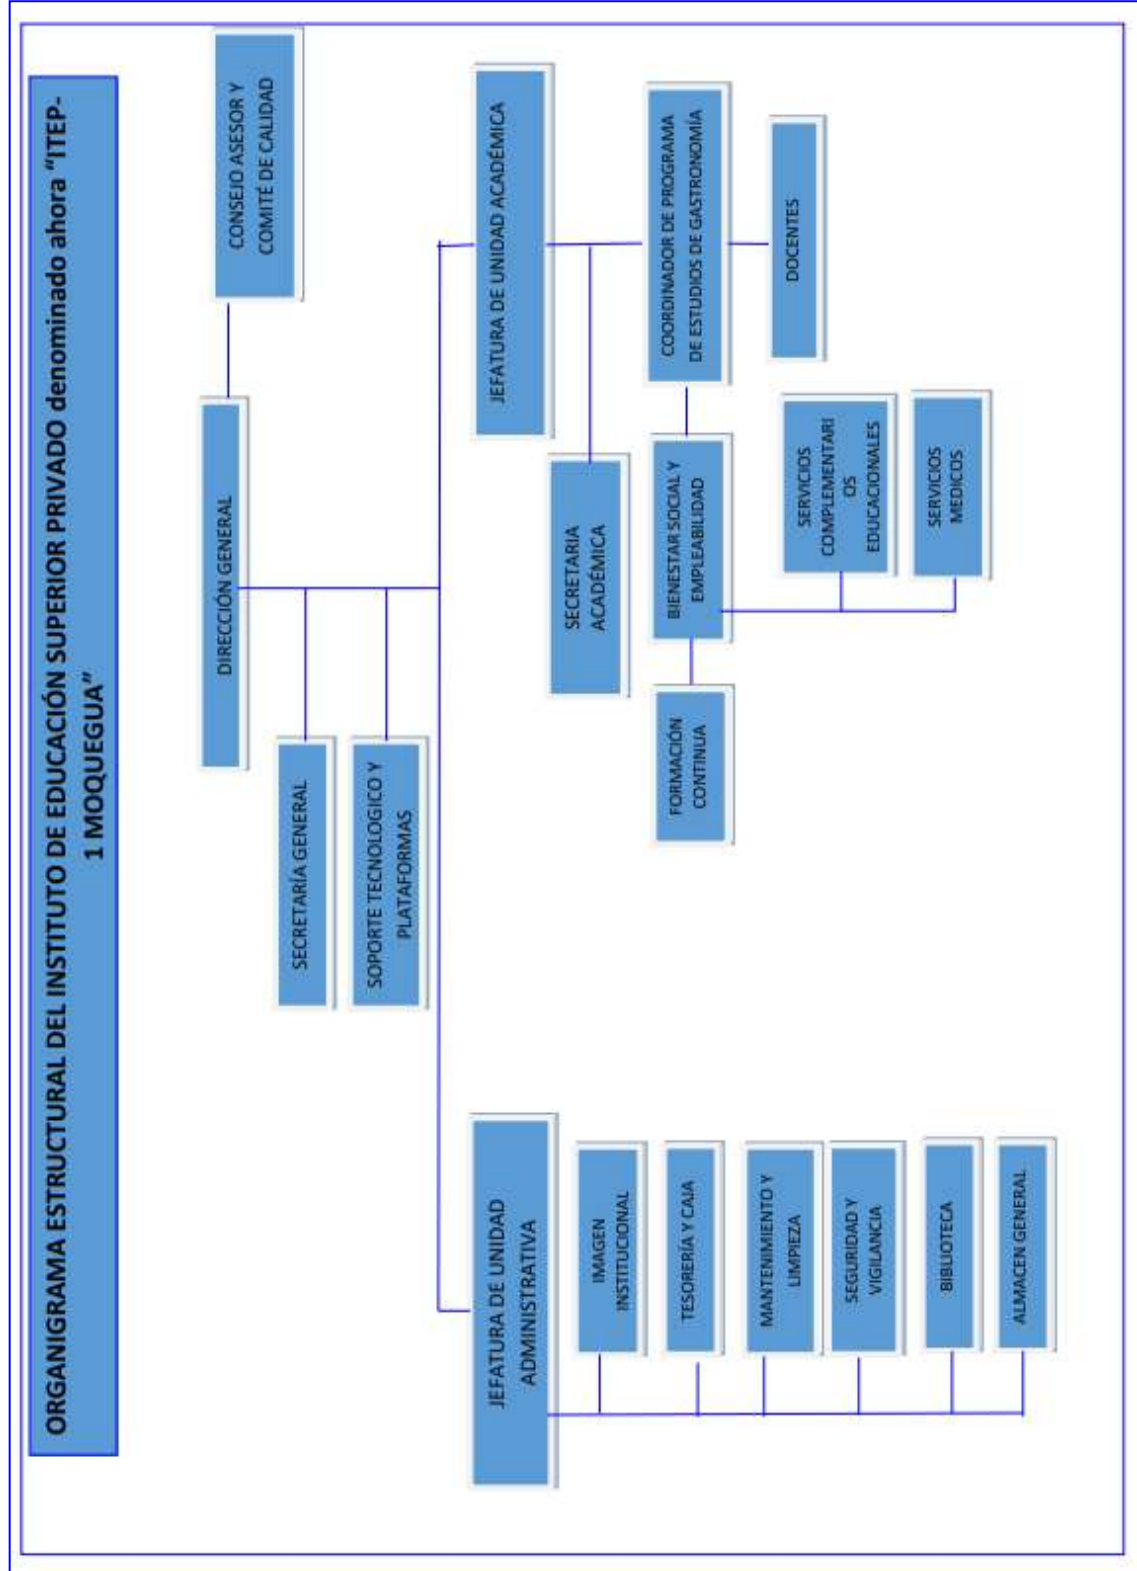 ORGANIGRAMA ESTRUCTURAL DEL INSTITUTO DE EDUCACIÓN SUPERIOR PRIVADO denominado ahora "ITEP-
1 MOQUEGUA"
CONSEJO ASESOR Y
COMITÉ DE CALIDAD
DIRECCIÓN GENERAL
SECRETARÍA GENERAL
SOPORTE TECNOLOGICO Y
PLATAFORMAS
JEFATURA DE UNIDAD
ADMINISTRATIVA
IMAGEN
INSTITUCIONAL
TESORERÍA Y CAJA
MANTENIMIENTO Y
LIMPIEZA
SEGURIDAD Y
VIGILANCIA
BIBLIOTECA
ALMACEN GENERAL
JEFATURA DE UNIDAD ACADÉMICA
SECRETARIA
ACADÉMICA
COORDINADOR DE PROGRAMA
DE ESTUDIOS DE GASTRONOMÍA
BIENESTAR SOCIAL Y
EMPLEABILIDAD
FORMACIÓN
CONTINUA
DOCENTES
SERVICIOS
COMPLEMENTARI
OS
EDUCACIONALES
SERVICIOS
MEDICOS